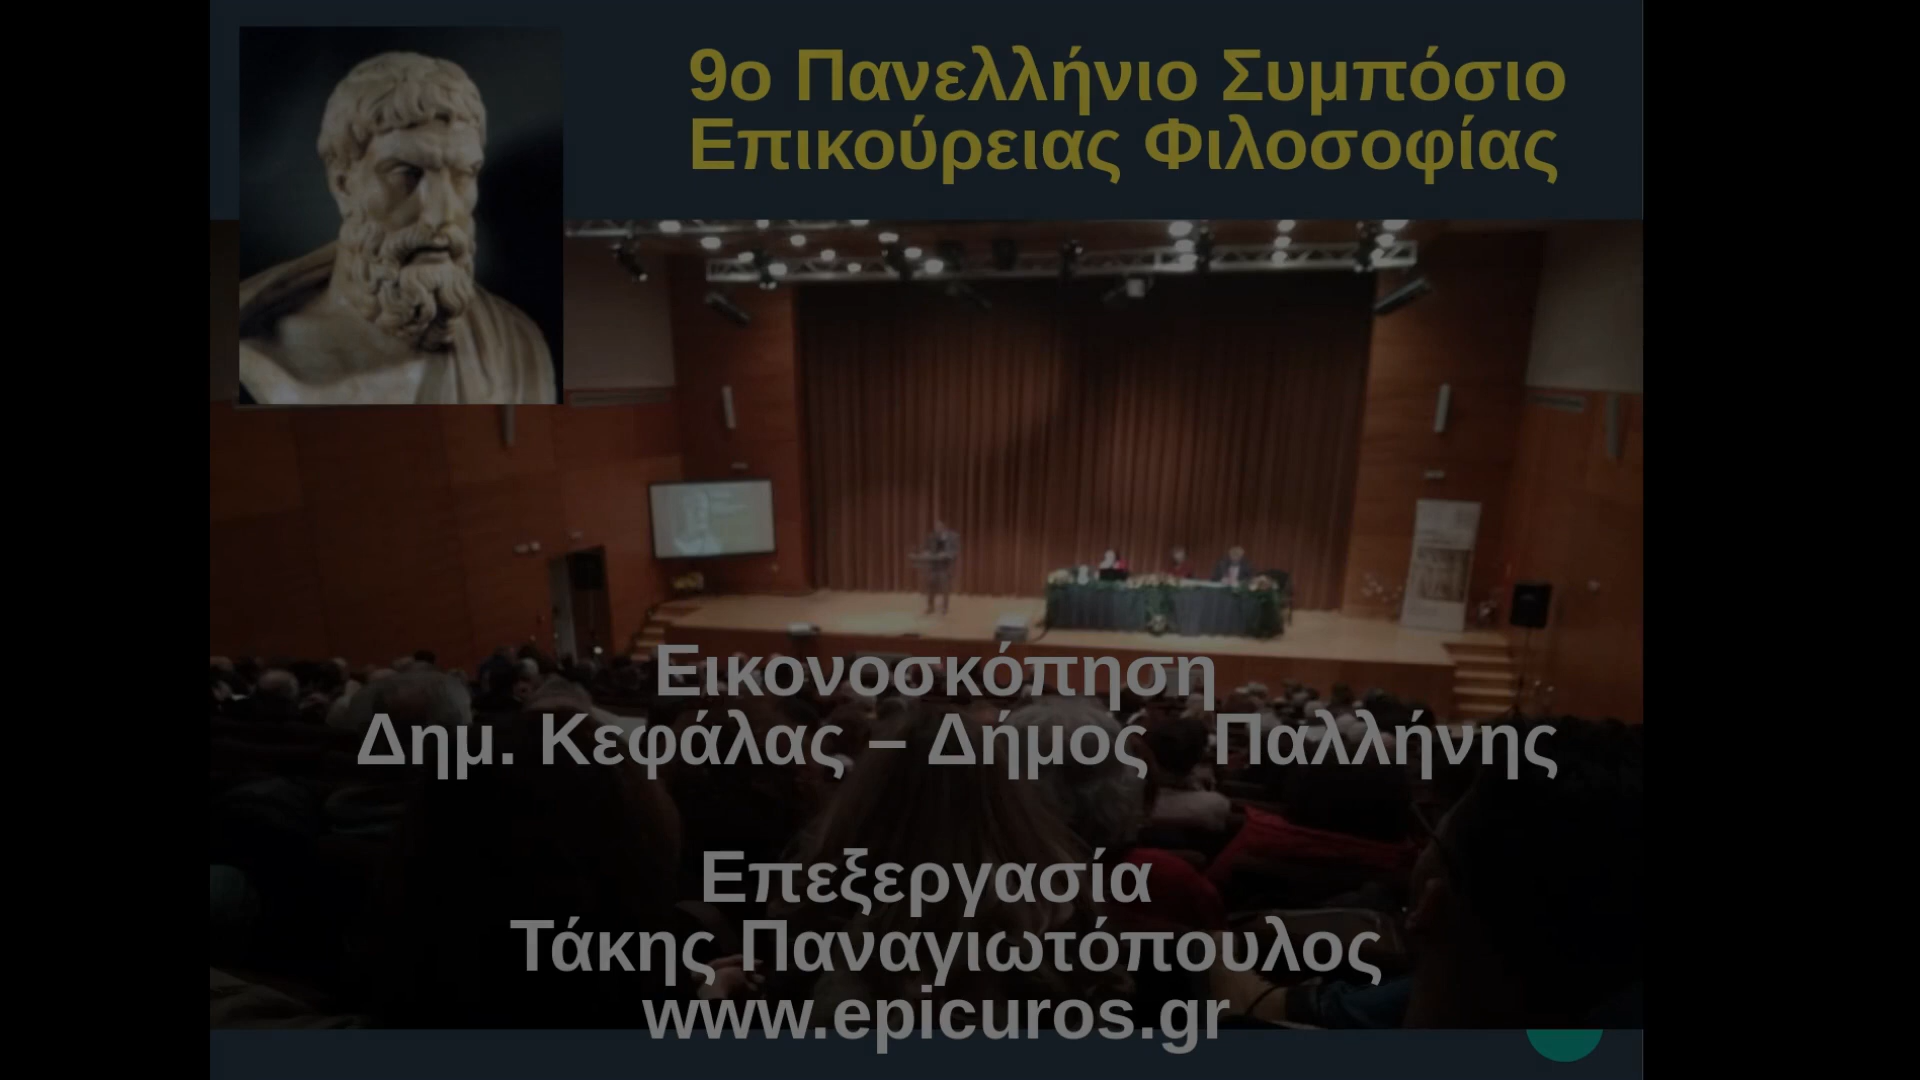 9ο Πανελλήνιο Συμπόσιο
Επικούρειας Φιλοσοφίας
Εικονοσκόπηση
Δημ. Κεφάλας – Δήμος Παλλήνης
Επεξεργασία
Τάκης Παναγιωτόπουλος
www.epicuros.gr